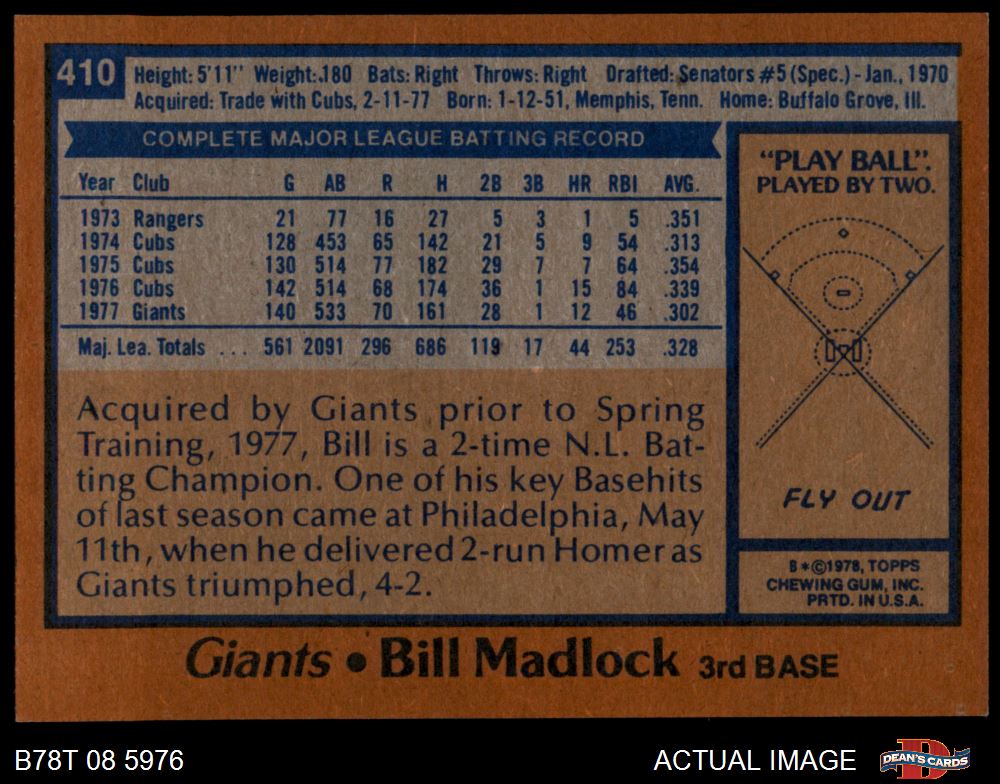 410
Height: 5'11" Weight: 180 Bats: Right Throws: Right Drafted: Senators #5 (Spec.) - Jan., 1970
Acquired: Trade with Cubs, 2-11-77 Born: 1-12-51, Memphis, Tenn. Home: Buffalo Grove, Ill.
COMPLETE MAJOR LEAGUE BATTING RECORD
Year Club G AB R H 2B 3B HR RBI AVG.
1973 Rangers 21 77 16 27 5 3 1 5 .351
1974 Cubs 128 453 65 142 21 5 9 54 .313
1975 Cubs 130 514 77 182 29 7 7 64 .354
1976 Cubs 142 514 68 174 36 1 15 84 .339
1977 Giants 140 533 70 161 28 1 12 46 .302
Maj. Lea. Totals ... 561 2091 296 686 119 17 44 253 .328
Acquired by Giants prior to Spring
Training, 1977, Bill is a 2-time N.L. Bat-
ting Champion. One of his key Basehits
of last season came at Philadelphia, May
11th, when he delivered 2-run Homer as
Giants triumphed, 4-2.
"PLAY BALL".
PLAYED BY TWO.
FLY OUT
B*©1978, TOPPS
CHEWING GUM, INC.
PRTD. IN U.S.A.
Giants • Bill Madlock 3rd BASE
B78T 08 5976
ACTUAL IMAGE
D
DEAN'S CARDS